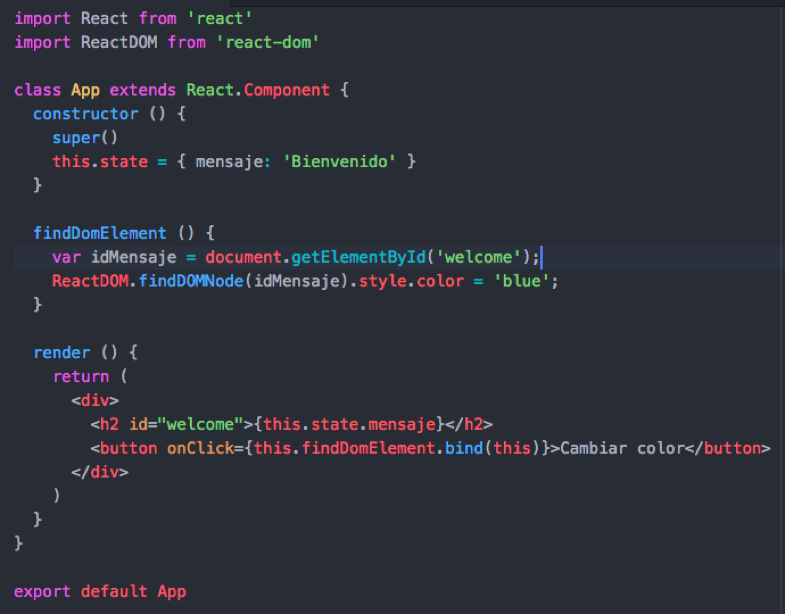 import React from 'react'
import ReactDOM from 'react-dom'
class App extends React.Component {
constructor () {
super()
this.state = { mensaje: 'Bienvenido' }
}
findDomElement () {
var idMensaje = document.getElementById('welcome');
ReactDOM.findDOMNode(idMensaje).style.color = 'blue';
}
render () {
return (
<div>
<h2 id="welcome">{this.state.mensaje}</h2>
<button onClick={this.findDomElement.bind(this)}>Cambiar color</button>
</div>
)
}
}
export default App